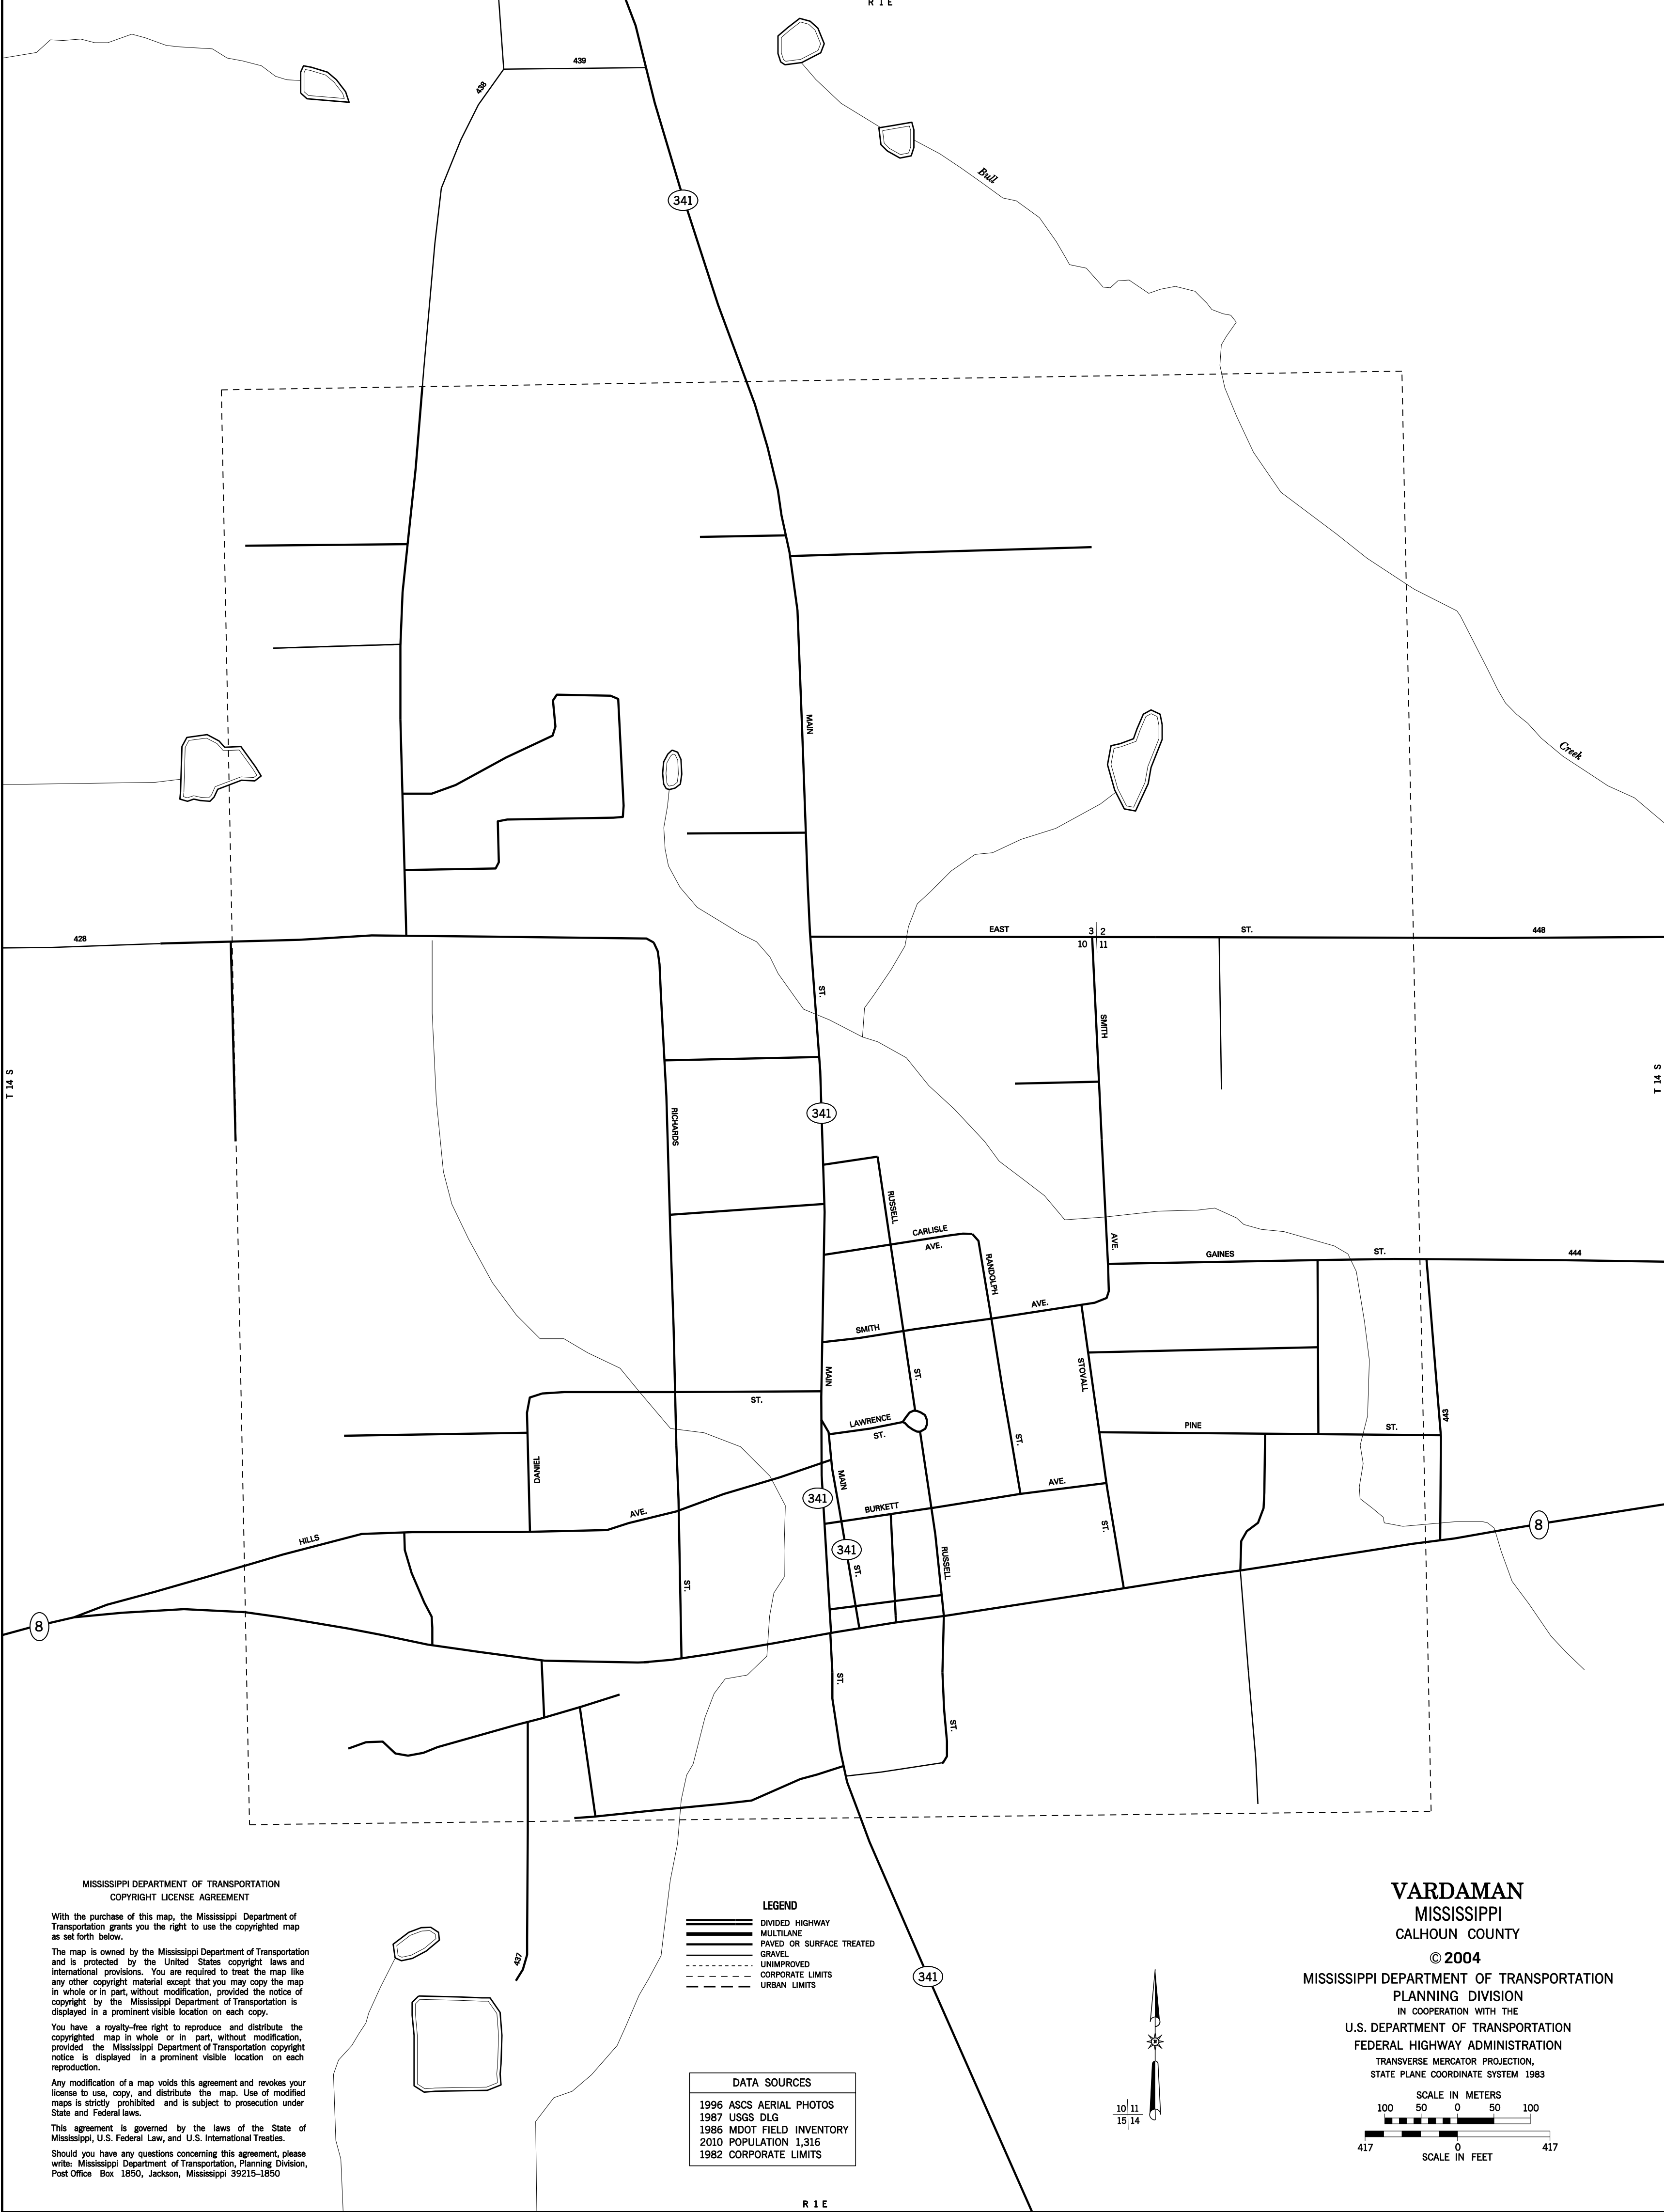 R 1 E
439
438
341
Bull
Creek
MAIN
428
EAST
3 2
ST.
448
10 11
ST.
SMITH
T 14 S
T 14 S
341
RICHARDS
RUSSELL
CARLISLE
AVE.
AVE.
RANDOLPH
GAINES
ST.
444
SMITH
AVE.
MAIN
ST.
STOVALL
ST.
LAWRENCE
ST.
ST.
PINE
ST.
443
DANIEL
MAIN
AVE.
341
BURKETT
AVE.
HILLS
341
ST.
RUSSELL
ST.
8
ST.
8
ST.
ST.
437
341
MISSISSIPPI DEPARTMENT OF TRANSPORTATION
COPYRIGHT LICENSE AGREEMENT
With the purchase of this map, the Mississippi Department of
Transportation grants you the right to use the copyrighted map
as set forth below.
The map is owned by the Mississippi Department of Transportation
and is protected by the United States copyright laws and
international provisions. You are required to treat the map like
any other copyright material except that you may copy the map
in whole or in part, without modification, provided the notice of
copyright by the Mississippi Department of Transportation is
displayed in a prominent visible location on each copy.
You have a royalty-free right to reproduce and distribute the
copyrighted map in whole or in part, without modification,
provided the Mississippi Department of Transportation copyright
notice is displayed in a prominent visible location on each
reproduction.
Any modification of a map voids this agreement and revokes your
license to use, copy, and distribute the map. Use of modified
maps is strictly prohibited and is subject to prosecution under
State and Federal laws.
This agreement is governed by the laws of the State of
Mississippi, U.S. Federal Law, and U.S. International Treaties.
Should you have any questions concerning this agreement, please
write: Mississippi Department of Transportation, Planning Division,
Post Office Box 1850, Jackson, Mississippi 39215-1850
LEGEND
DIVIDED HIGHWAY
MULTILANE
PAVED OR SURFACE TREATED
GRAVEL
UNIMPROVED
CORPORATE LIMITS
URBAN LIMITS
DATA SOURCES
1996 ASCS AERIAL PHOTOS
1987 USGS DLG
1986 MDOT FIELD INVENTORY
2010 POPULATION 1,316
1982 CORPORATE LIMITS
10 11
15 14
VARDAMAN
MISSISSIPPI
CALHOUN COUNTY
© 2004
MISSISSIPPI DEPARTMENT OF TRANSPORTATION
PLANNING DIVISION
IN COOPERATION WITH THE
U.S. DEPARTMENT OF TRANSPORTATION
FEDERAL HIGHWAY ADMINISTRATION
TRANSVERSE MERCATOR PROJECTION,
STATE PLANE COORDINATE SYSTEM 1983
SCALE IN METERS
100 50 0 50 100
417 0 417
SCALE IN FEET
R 1 E